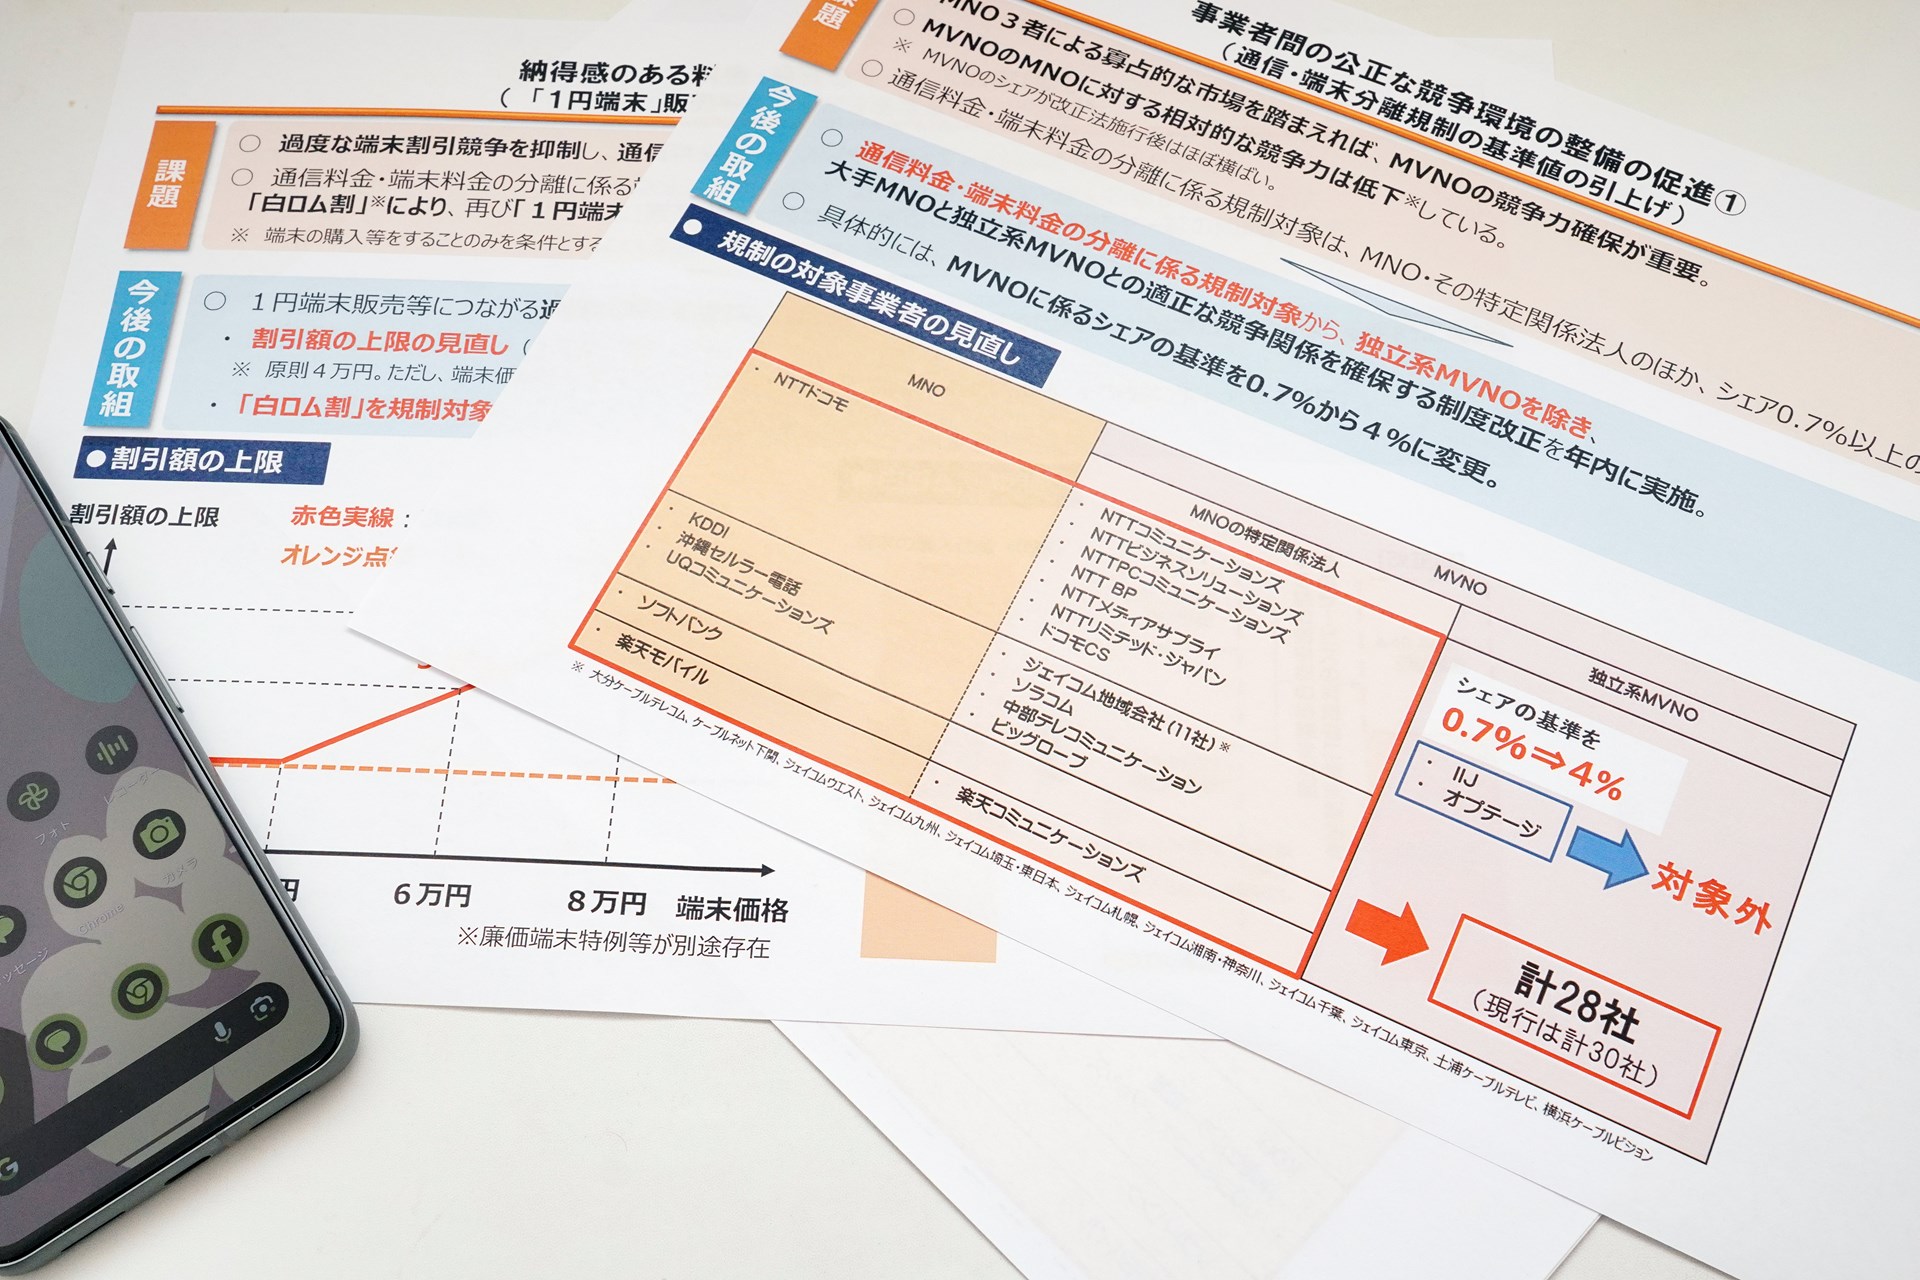 納得感のある料
（「１円端末」販
課題
○ 過度な端末割引競争を抑制し、通信
○ 通信料金・端末料金の分離に係る
「白ロム割」※により、再び「１円端末
※ 端末の購入等をすることのみを条件とする
今後の取組
○ １円端末販売等につながる過
・ 割引額の上限の見直し（
※ 原則４万円。ただし、端末価
・ 「白ロム割」を規制対象
●割引額の上限
割引額の上限
赤色実線：
オレンジ点
円
６万円
８万円
端末価格
※廉価端末特例等が別途存在
レコーダー
フォト
カメラ
Chrome
ッセージ
事業者間の公正な競争環境の整備の促進①
（通信・端末分離規制の基準値の引上げ）
課題
MNO３者による寡占的な市場を踏まえれば、MVNOの競争力確保が重要。
○ MVNOのMNOに対する相対的な競争力は低下※している。
※ MVNOのシェアが改正法施行後はほぼ横ばい。
○ 通信料金・端末料金の分離に係る規制対象は、MNO・その特定関係法人のほか、シェア0.7%以上の
今後の取組
○ 通信料金・端末料金の分離に係る規制対象から、独立系MVNOを除き、
大手MNOと独立系MVNOとの適正な競争関係を確保する制度改正を年内に実施。
○ 具体的には、MVNOに係るシェアの基準を0.7%から４%に変更。
●規制の対象事業者の見直し
MNO
MVNO
MNOの特定関係法人
独立系MVNO
・ NTTドコモ
・ NTTコミュニケーションズ
・ NTTビジネスソリューションズ
・ NTTPCコミュニケーションズ
・ NTT BP
・ NTTメディアサプライ
・ NTTリミテッド・ジャパン
・ ドコモCS
・ KDDI
・ 沖縄セルラー電話
・ UQコミュニケーションズ
・ ジェイコム地域会社（11社）※
・ ソラコム
・ 中部テレコミュニケーション
・ ビッグローブ
・ ソフトバンク
・ 楽天モバイル
・ 楽天コミュニケーションズ
シェアの基準を
0.7%⇒4%
・ IIJ
・ オプテージ
対象外
計28社
（現行は計30社）
※ 大分ケーブルテレコム、ケーブルネット下関、ジェイコムウエスト、ジェイコム九州、ジェイコム埼玉・東日本、ジェイコム札幌、ジェイコム湘南・神奈川、ジェイコム千葉、ジェイコム東京、土浦ケーブルテレビ、横浜ケーブルビジョン